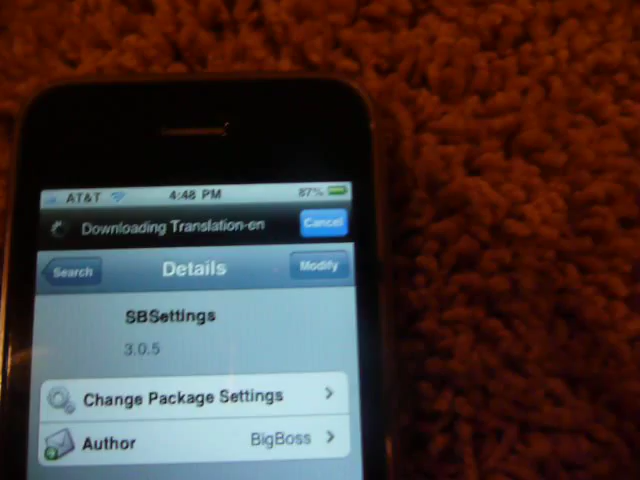 AT&T 4:48 PM 87%
Downloading Translation-en Cancel
Search Details Modify
SBSettings
3.0.5
Change Package Settings
Author BigBoss